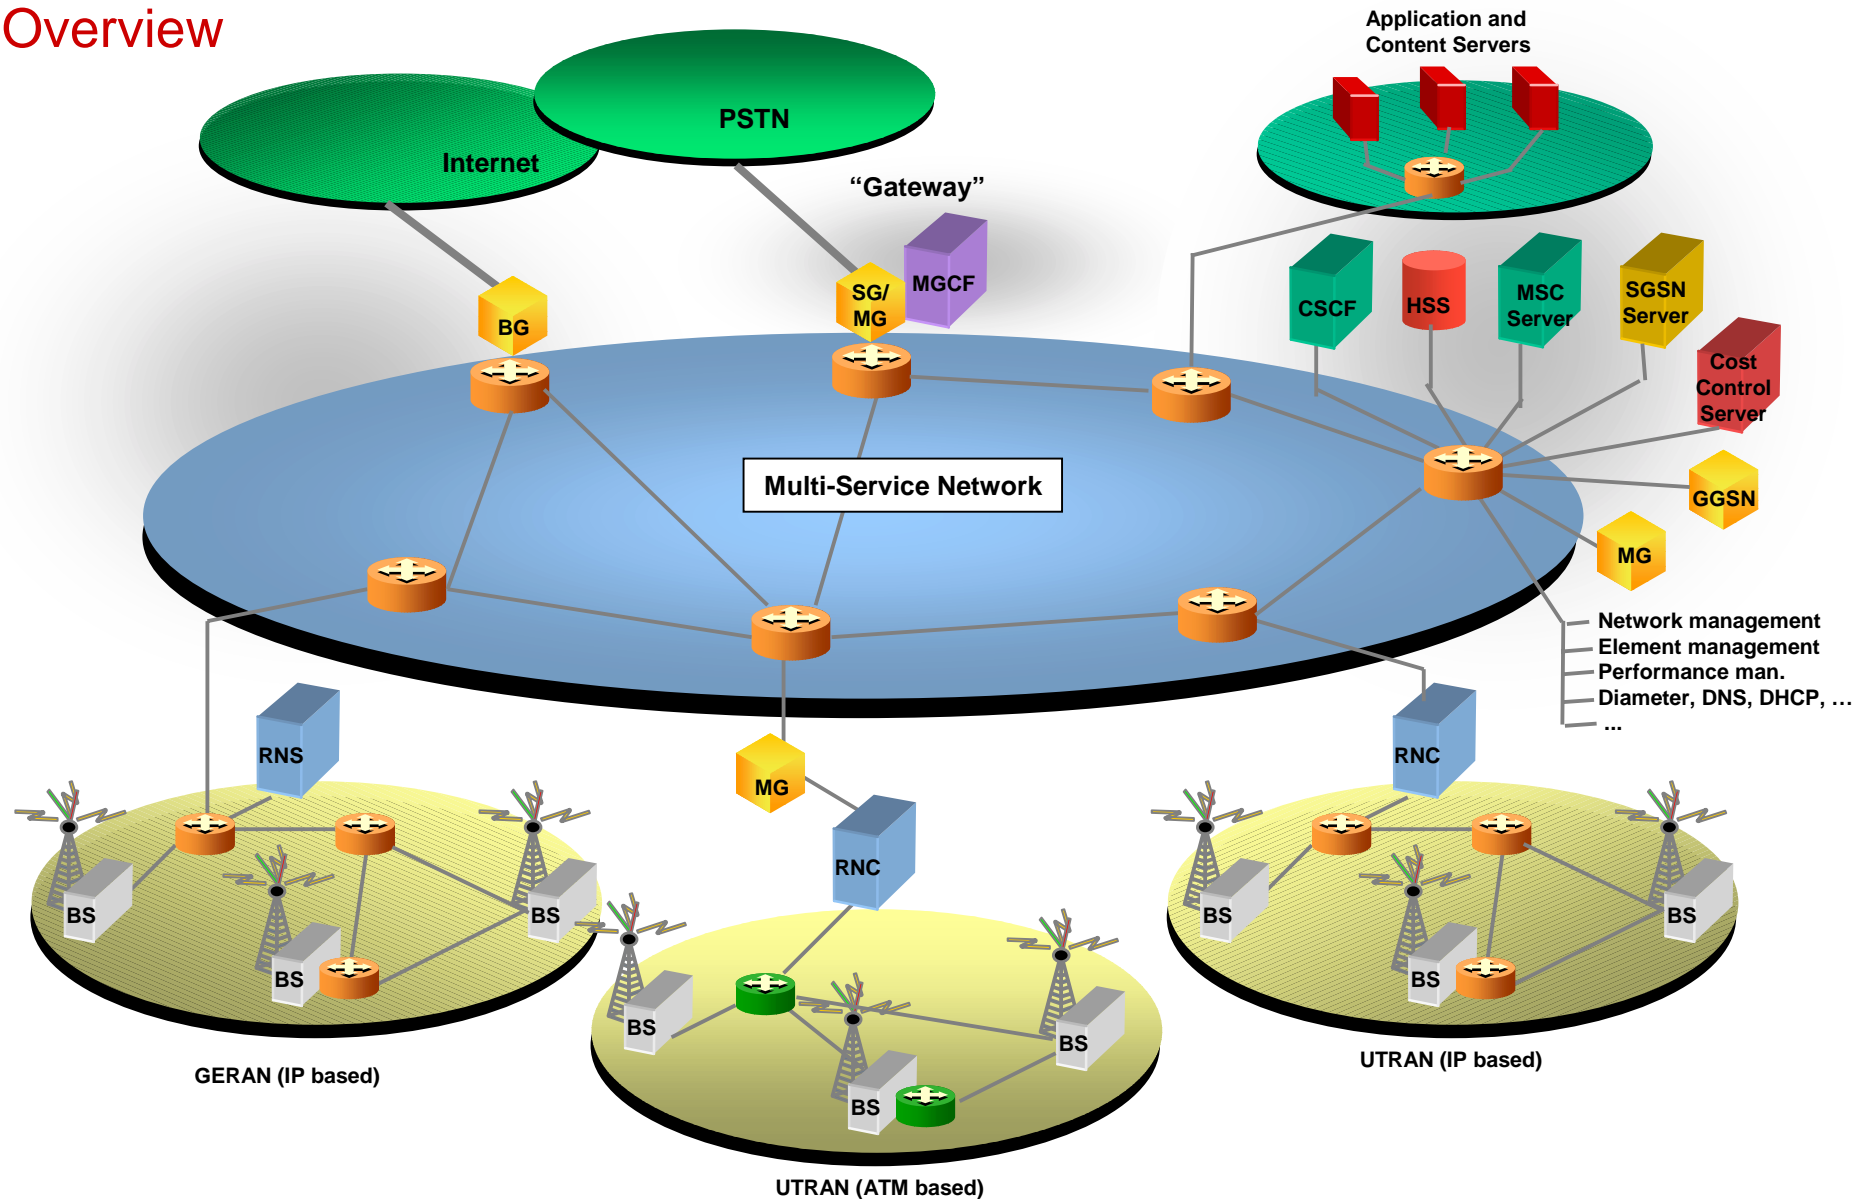 Overview
Application and
Content Servers
PSTN
Internet
“Gateway”
MGCF
SG/
MG
BG
CSCF
HSS
MSC
Server
SGSN
Server
Cost
Control
Server
Multi-Service Network
GGSN
MG
Network management
Element management
Performance man.
Diameter, DNS, DHCP, …
...
RNS
MG
RNC
RNC
BS
BS
BS
BS
BS
BS
BS
BS
BS
GERAN (IP based)
UTRAN (IP based)
UTRAN (ATM based)